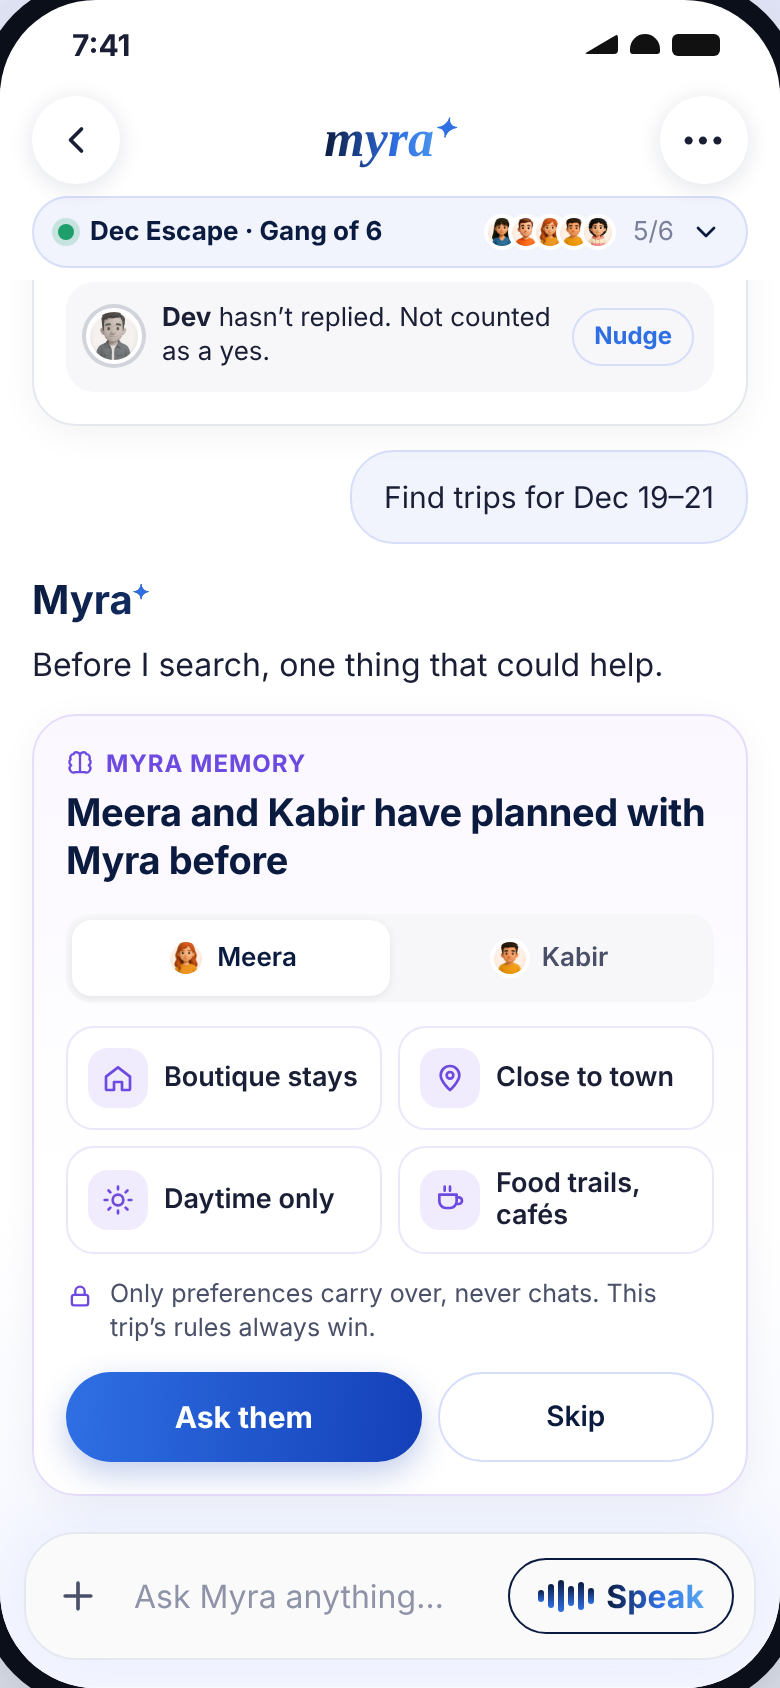 7:41
myra
Dec Escape · Gang of 6
5/6
Dev hasn’t replied. Not counted
as a yes.
Nudge
Find trips for Dec 19–21
Myra
Before I search, one thing that could help.
MYRA MEMORY
Meera and Kabir have planned with
Myra before
Meera
Kabir
Boutique stays
Close to town
Daytime only
Food trails,
cafés
Only preferences carry over, never chats. This
trip’s rules always win.
Ask them
Skip
Ask Myra anything...
Speak